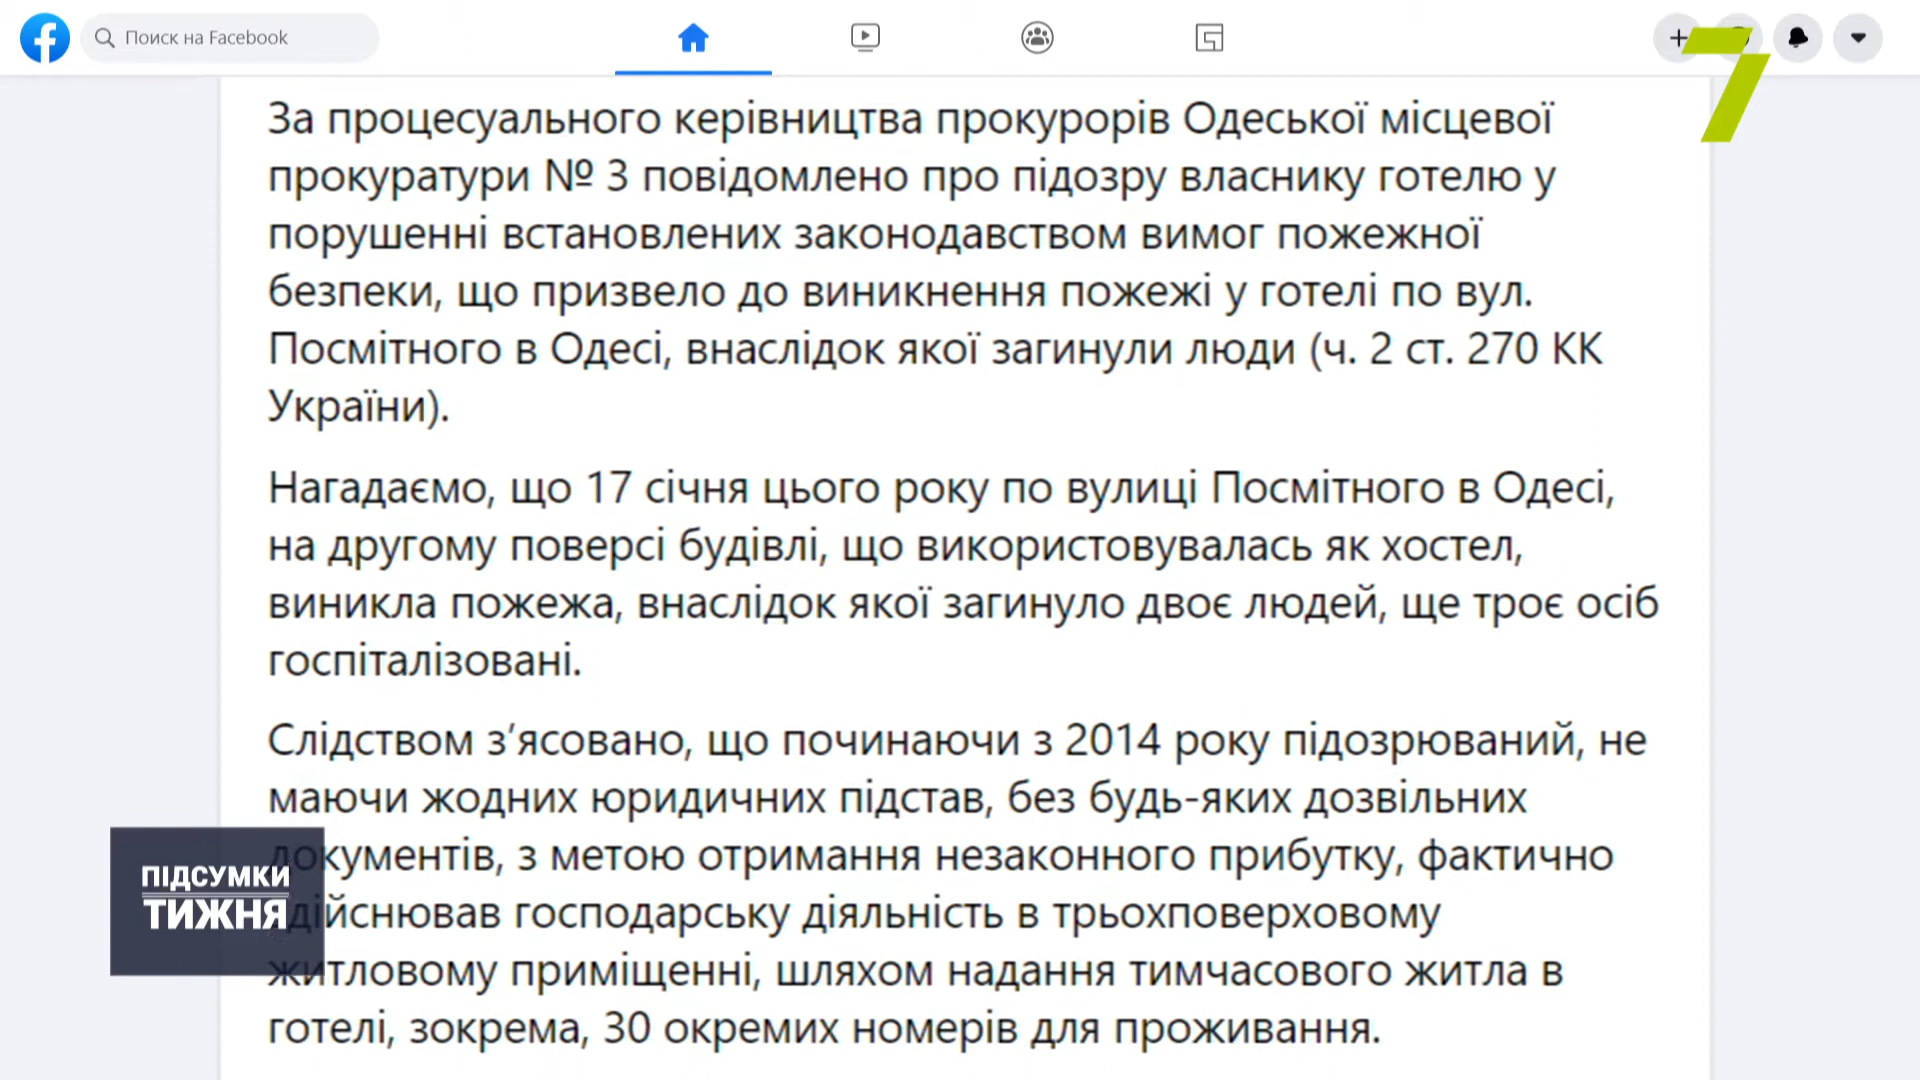 Поиск на Facebook
7
За процесуального керівництва прокурорів Одеської місцевої
прокуратури № 3 повідомлено про підозру власнику готелю у
порушенні встановлених законодавством вимог пожежної
безпеки, що призвело до виникнення пожежі у готелі по вул.
Посмітного в Одесі, внаслідок якої загинули люди (ч. 2 ст. 270 КК
України).
Нагадаємо, що 17 січня цього року по вулиці Посмітного в Одесі,
на другому поверсі будівлі, що використовувалась як хостел,
виникла пожежа, внаслідок якої загинуло двоє людей, ще троє осіб
госпіталізовані.
Слідством з’ясовано, що починаючи з 2014 року підозрюваний, не
маючи жодних юридичних підстав, без будь-яких дозвільних
документів, з метою отримання незаконного прибутку, фактично
здійснював господарську діяльність в трьохповерховому
житловому приміщенні, шляхом надання тимчасового житла в
готелі, зокрема, 30 окремих номерів для проживання.
ПІДСУМКИ
ТИЖНЯ